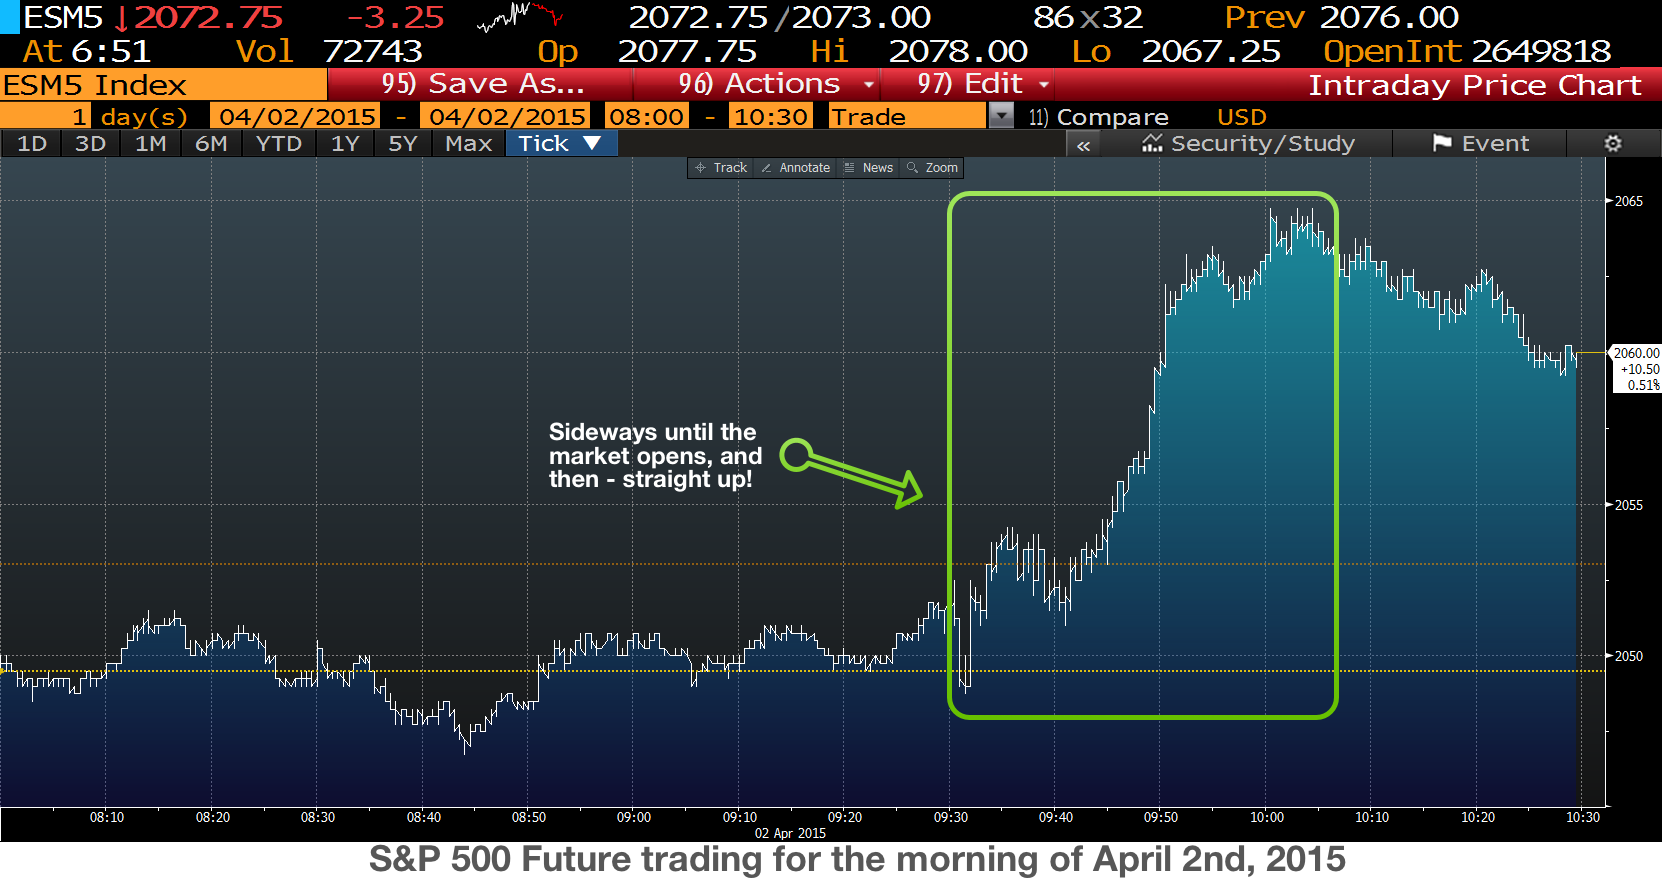 ESM5 ↓2072.75 -3.25 2072.75/2073.00 86x32 Prev 2076.00
At 6:51 Vol 72743 Op 2077.75 Hi 2078.00 Lo 2067.25 OpenInt 2649818
ESM5 Index 95) Save As... 96) Actions 97) Edit Intraday Price Chart
1 day(s) 04/02/2015 - 04/02/2015 08:00 - 10:30 Trade 11) Compare USD
1D 3D 1M 6M YTD 1Y 5Y Max Tick ▼ « Security/Study Event
Track Annotate News Zoom
2065
2060.00
+10.50
0.51%
Sideways until the
market opens, and
then - straight up!
2055
2050
08:10 08:20 08:30 08:40 08:50 09:00 09:10 09:20 09:30 09:40 09:50 10:00 10:10 10:20 10:30
02 Apr 2015
S&P 500 Future trading for the morning of April 2nd, 2015